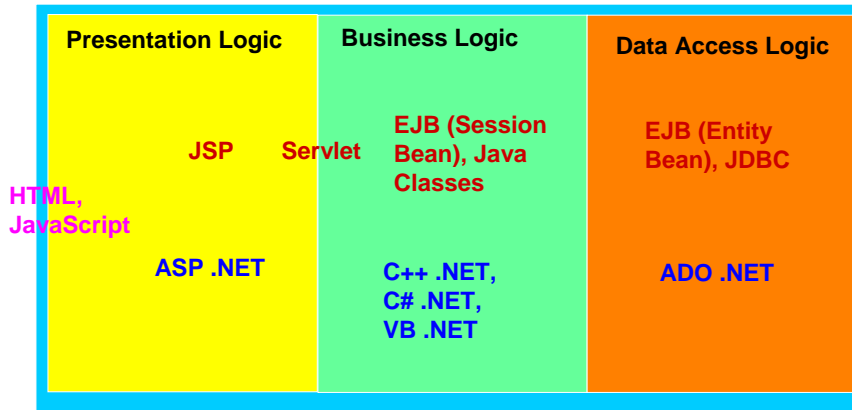 Presentation Logic
Business Logic
Data Access Logic
JSP
Servlet
EJB (Session
Bean), Java
Classes
EJB (Entity
Bean), JDBC
HTML,
JavaScript
ASP .NET
C++ .NET,
C# .NET,
VB .NET
ADO .NET